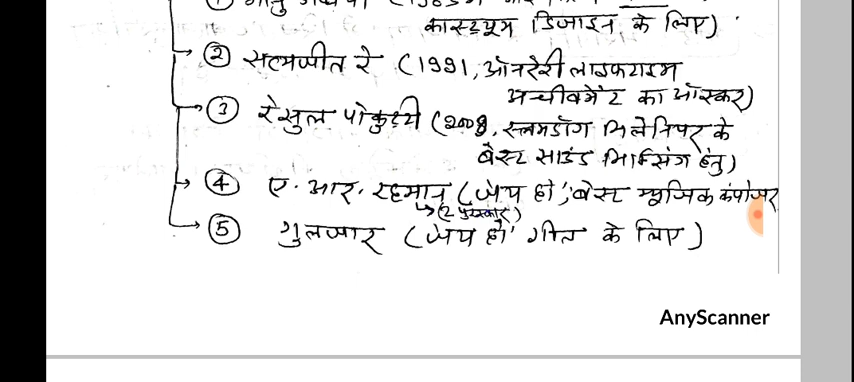 कास्ट्यूम डिजाइन के लिए)
→ ② सत्यजीत रे (1991, ऑनरेरी लाइफटाइम
अचीवमेंट का ऑस्कर)
→ ③ रेसुल पोकुट्टी (2008, स्लमडॉग मिलेनियर के
बेस्ट साउंड मिक्सिंग हेतु)
→ ④ ए. आर. रहमान ('जय हो', बेस्ट म्यूजिक कंपोजर
↳ (2 पुरस्कार)
→ ⑤ गुलजार ('जय हो' गीत के लिए)
AnyScanner